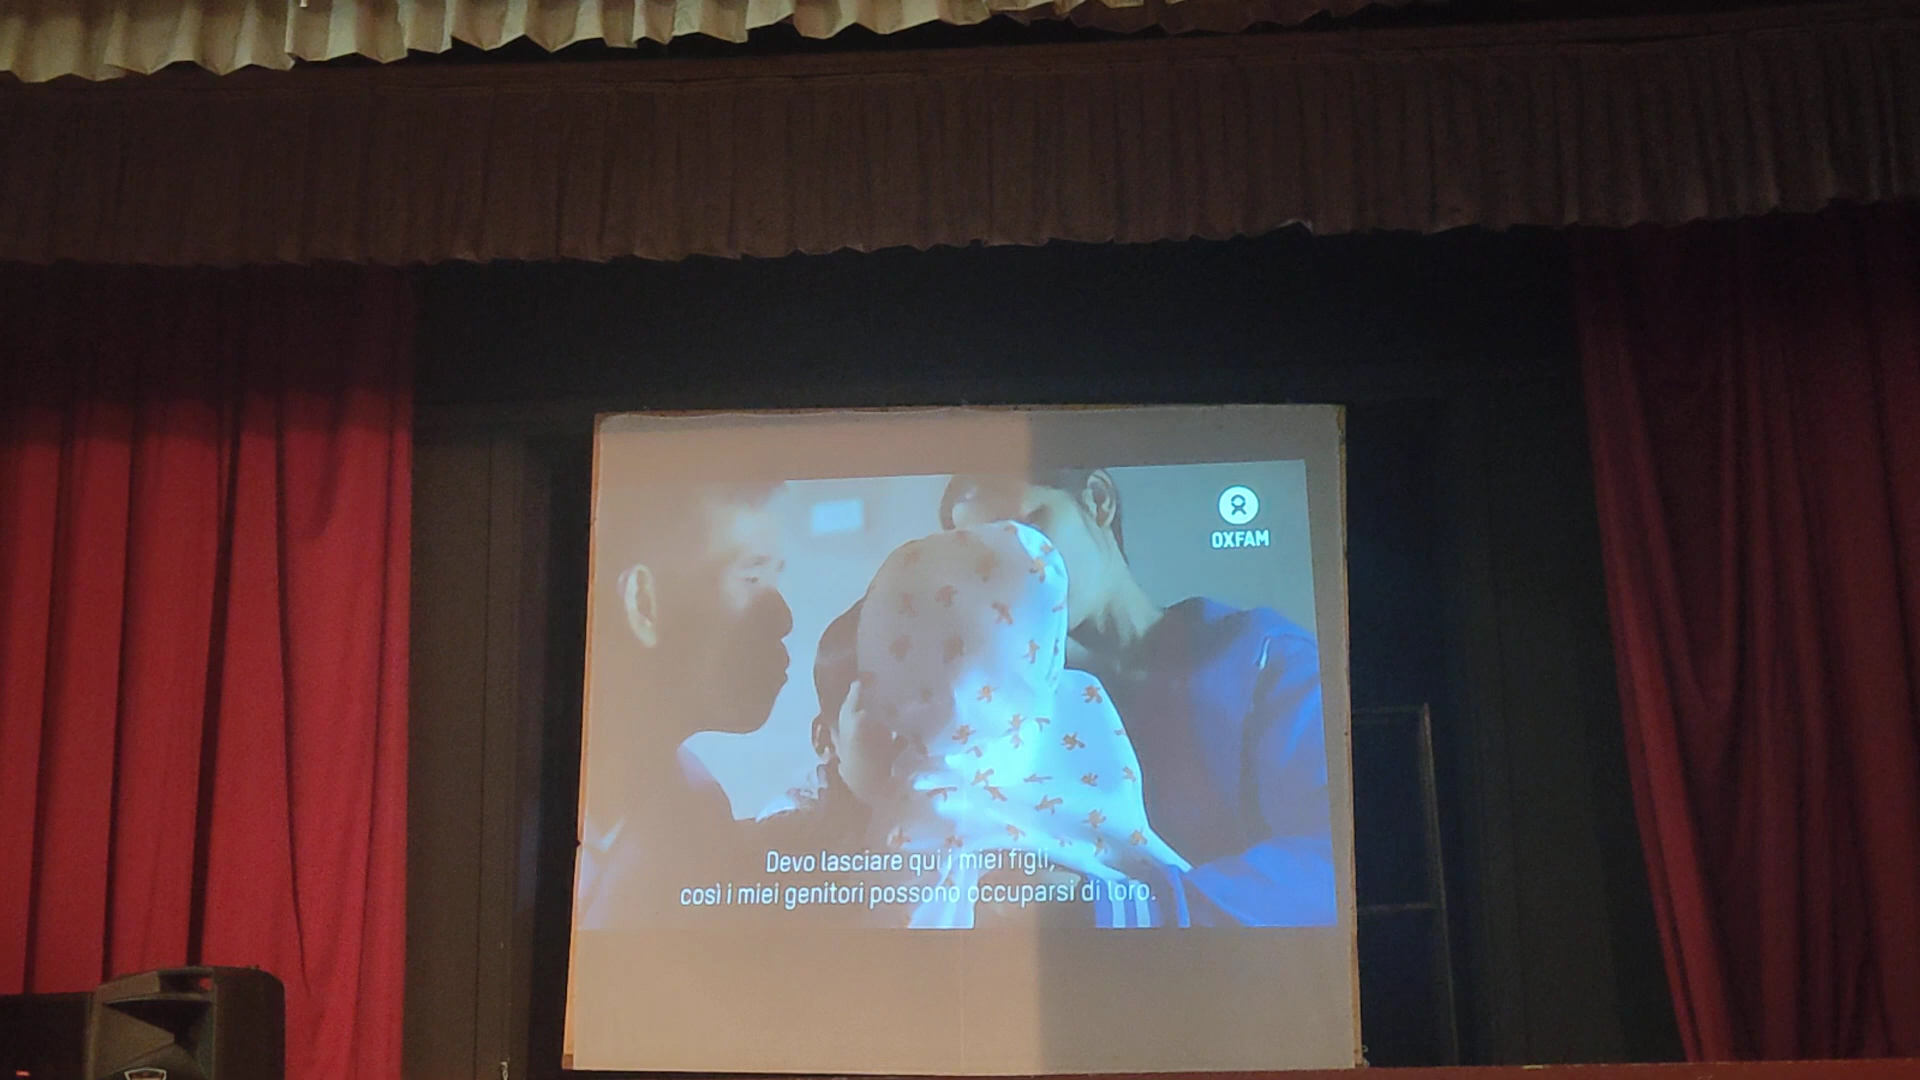 OXFAM
Devo lasciare qui i miei figli,
così i miei genitori possono occuparsi di loro.